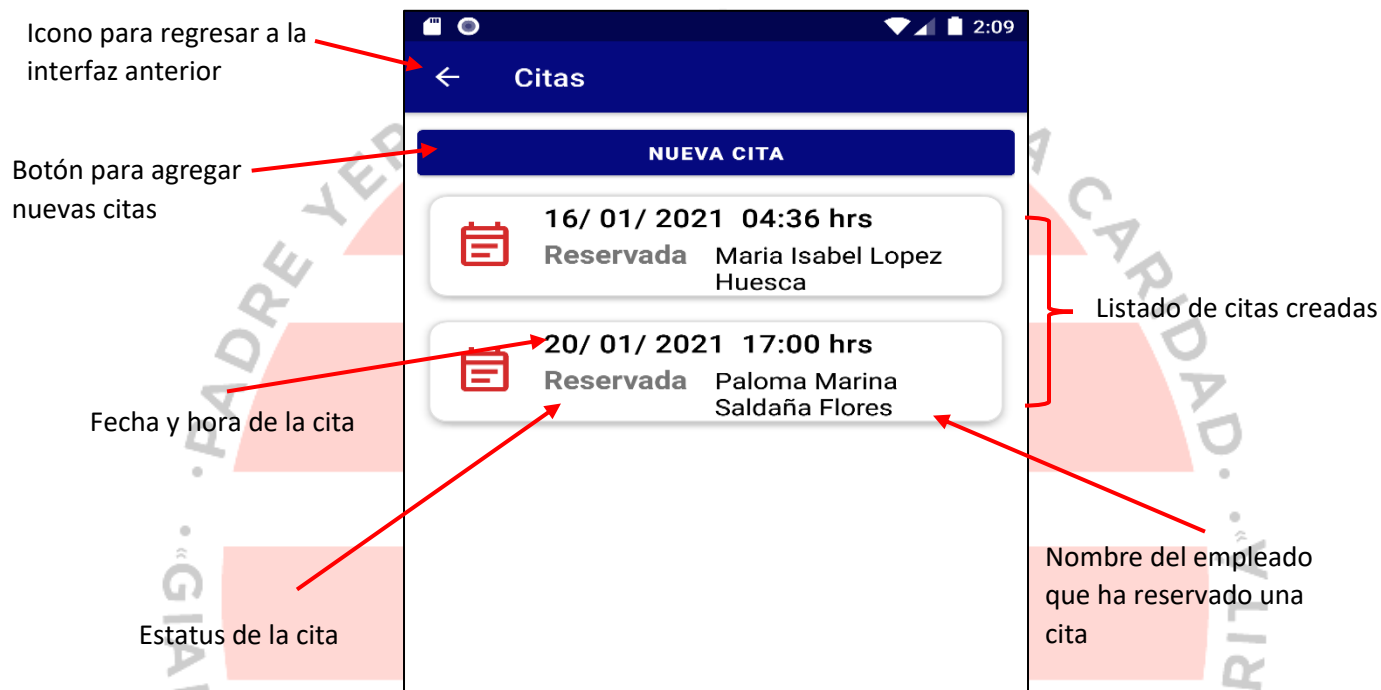 2:09
Icono para regresar a la
interfaz anterior
Citas
NUEVA CITA
Botón para agregar
nuevas citas
16/ 01/ 2021 04:36 hrs
Reservada Maria Isabel Lopez
Huesca
Listado de citas creadas
20/ 01/ 2021 17:00 hrs
Reservada Paloma Marina
Saldaña Flores
Fecha y hora de la cita
Estatus de la cita
Nombre del empleado
que ha reservado una
cita
·PADRE
CARIDAD·